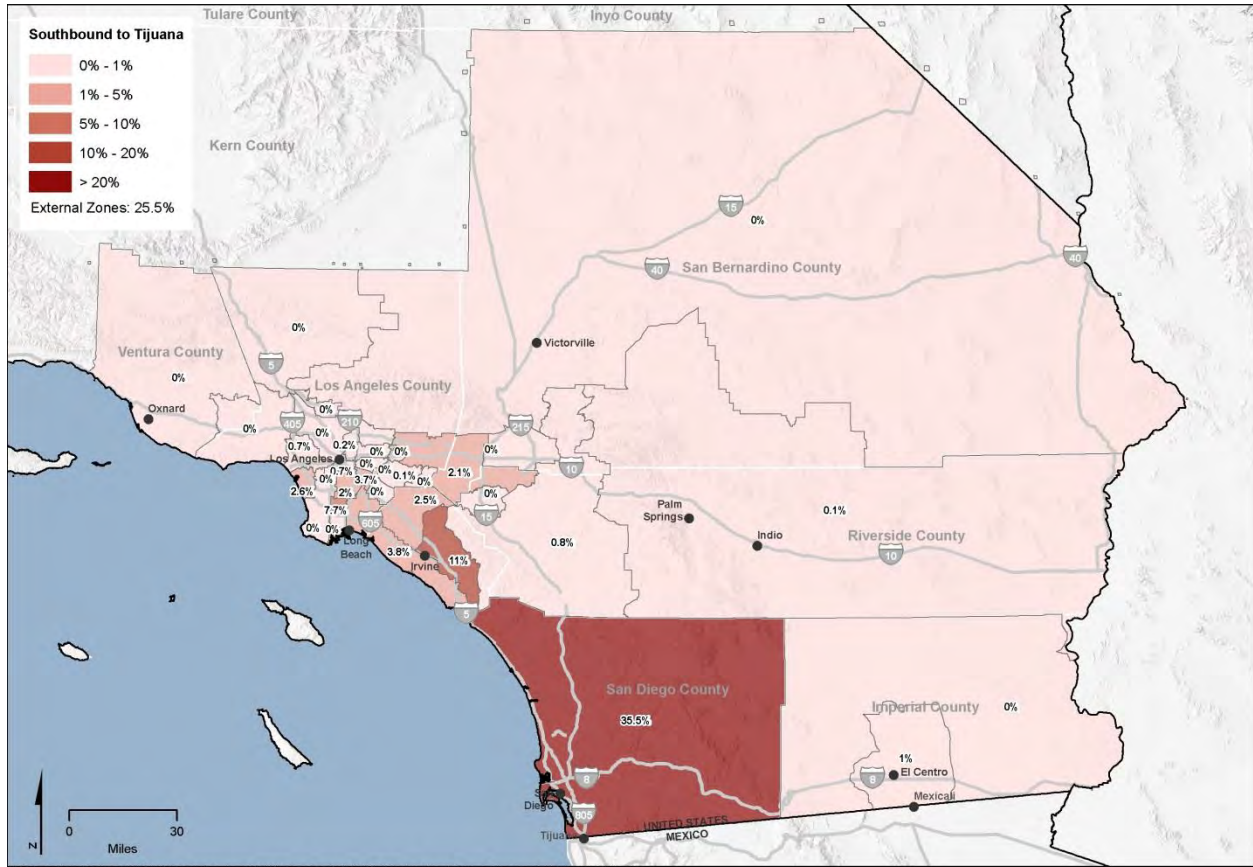 Tulare County
Inyo County
Southbound to Tijuana
0% - 1%
1% - 5%
5% - 10%
10% - 20%
> 20%
External Zones: 25.5%
Kern County
15
0%
40
San Bernardino County
40
0%
Victorville
Ventura County
5
0%
Los Angeles County
Oxnard
0%
405
0%
210
215
0%
0.7%
0.2%
0%
0%
0%
Los Angeles
0%
10
0.7%
0%
0%
3.7%
0.1%
0%
2.1%
2.6%
2%
0%
2.5%
0%
7.7%
605
15
Palm
Springs
0.1%
0%
0%
Long
Beach
3.8%
Irvine
11%
0.8%
Indio
Riverside County
10
5
San Diego County
35.5%
Imperial County
0%
1%
El Centro
8
8
Diego
805
Mexicali
UNITED STATES
MEXICO
N
0
30
Miles